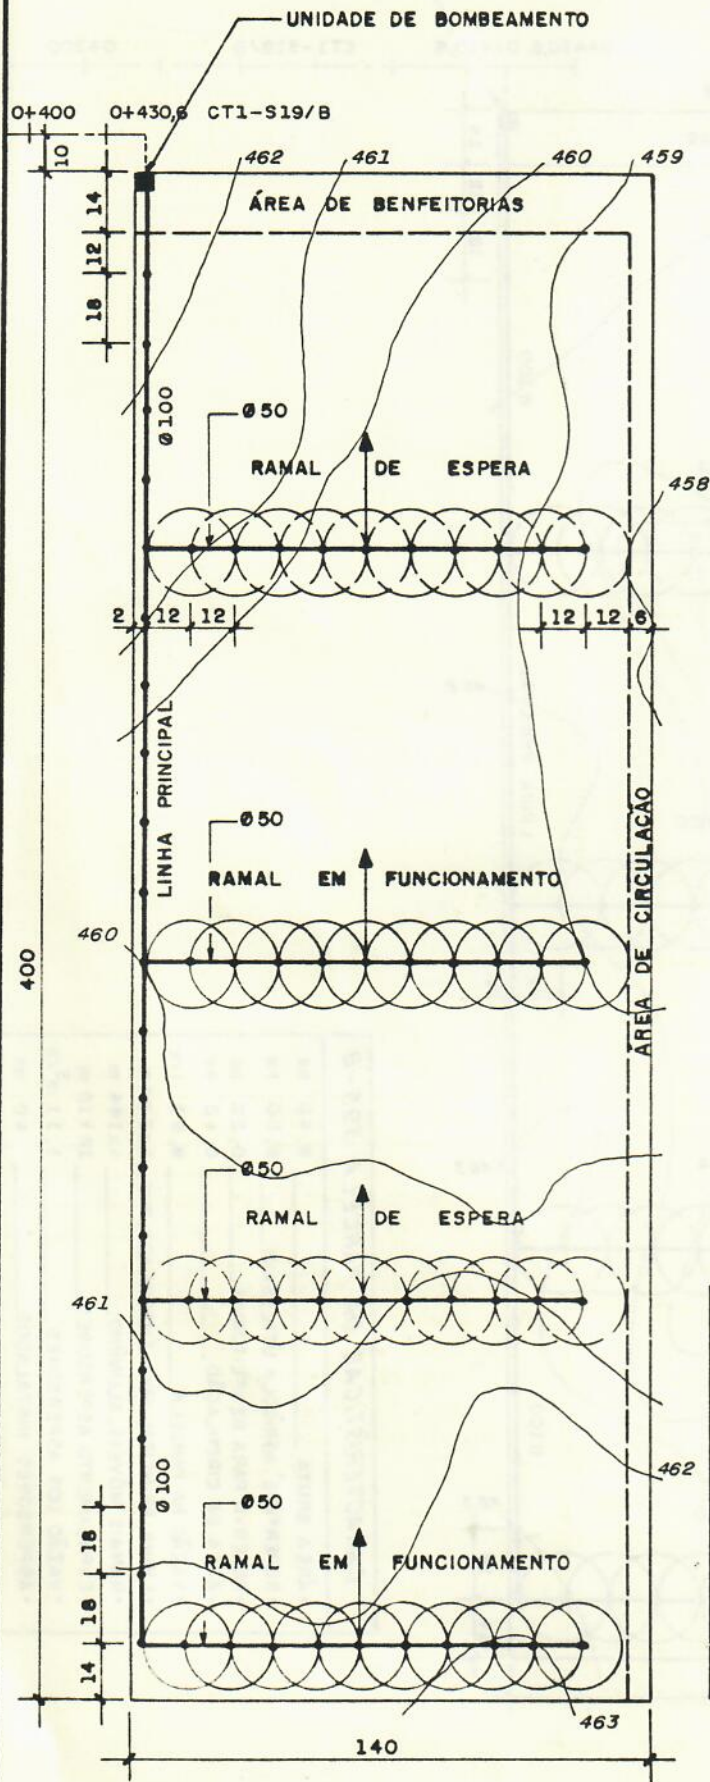 UNIDADE DE BOMBEAMENTO
0+400
0+430,6 CT1-S19/B
10
462
461
460
459
14
ÁREA DE BENFEITORIAS
12
18
Ø100
Ø50
RAMAL DE ESPERA
458
2
12
12
12
12
6
LINHA PRINCIPAL
Ø50
RAMAL EM FUNCIONAMENTO
ÁREA DE CIRCULAÇÃO
460
400
Ø50
RAMAL DE ESPERA
461
462
Ø100
Ø50
18
RAMAL EM FUNCIONAMENTO
18
14
463
140